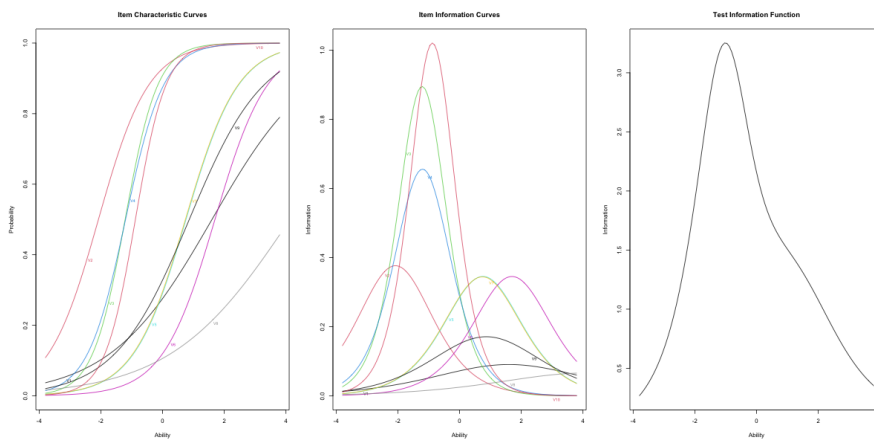 Item Characteristic Curves
Probability
0.0 0.2 0.4 0.6 0.8 1.0
-4 -2 0 2 4
Ability
V10
Item Information Curves
Information
0.0 0.2 0.4 0.6 0.8 1.0
-4 -2 0 2 4
Ability
V10
Test Information Function
Information
0.5 1.0 1.5 2.0 2.5 3.0
-4 -2 0 2
Ability